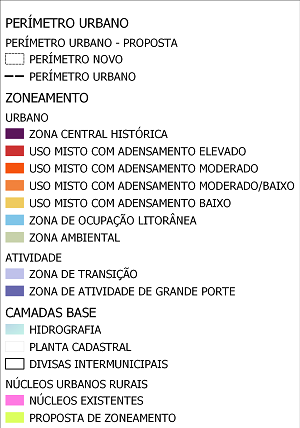 PERÍMETRO URBANO
PERÍMETRO URBANO - PROPOSTA
PERÍMETRO NOVO
PERÍMETRO URBANO
ZONEAMENTO
URBANO
ZONA CENTRAL HISTÓRICA
USO MISTO COM ADENSAMENTO ELEVADO
USO MISTO COM ADENSAMENTO MODERADO
USO MISTO COM ADENSAMENTO MODERADO/BAIXO
USO MISTO COM ADENSAMENTO BAIXO
ZONA DE OCUPAÇÃO LITORÂNEA
ZONA AMBIENTAL
ATIVIDADE
ZONA DE TRANSIÇÃO
ZONA DE ATIVIDADE DE GRANDE PORTE
CAMADAS BASE
HIDROGRAFIA
PLANTA CADASTRAL
DIVISAS INTERMUNICIPAIS
NÚCLEOS URBANOS RURAIS
NÚCLEOS EXISTENTES
PROPOSTA DE ZONEAMENTO